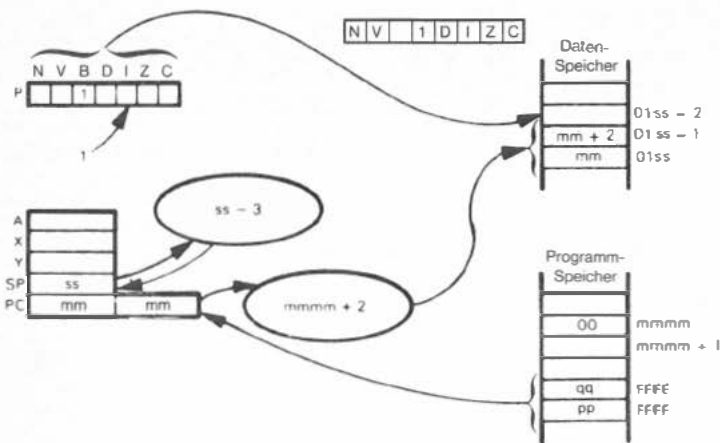 N V 1 D I Z C
N V B D I Z C
P 1
1
Daten-
Speicher
01ss – 2
mm + 2 01ss – 1
mm 01ss
A
X
Y
SP ss
PC mm mm
ss – 3
mmmm + 2
Programm-
Speicher
00 mmmm
mmmm + 1
qq FFFE
pp FFFF